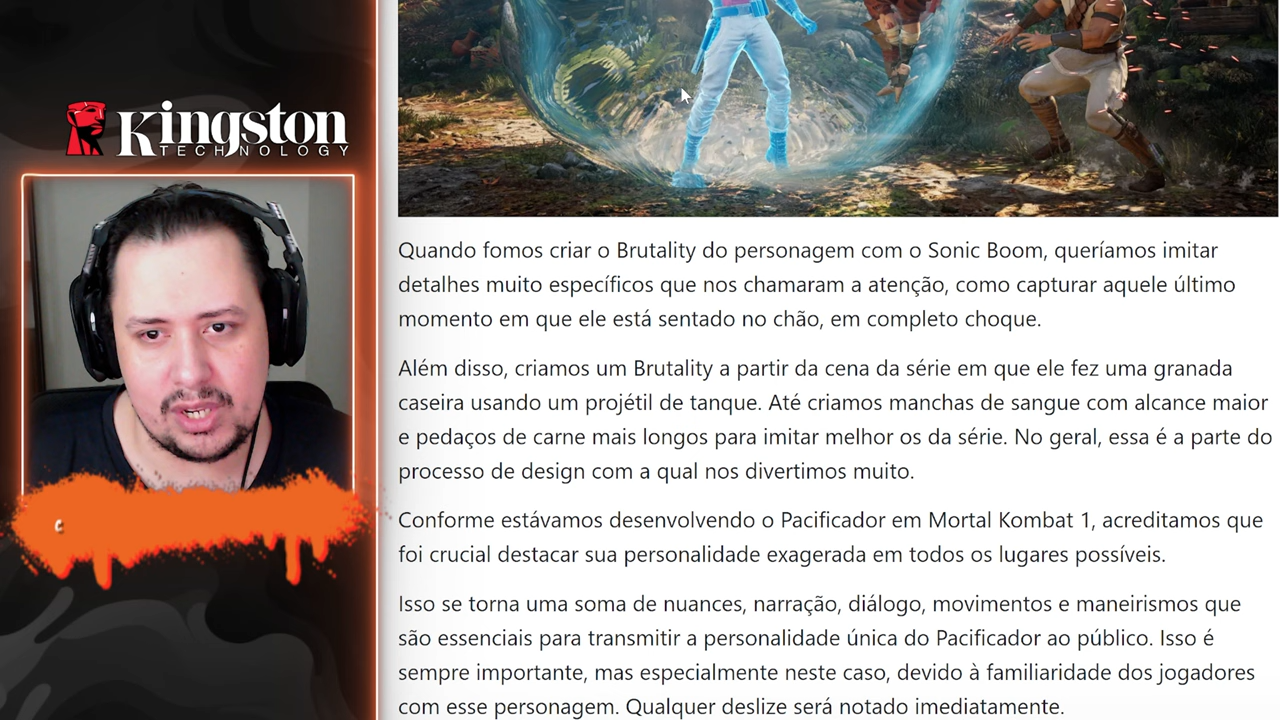 Kingston
TECHNOLOGY
Quando fomos criar o Brutality do personagem com o Sonic Boom, queríamos imitar
detalhes muito específicos que nos chamaram a atenção, como capturar aquele último
momento em que ele está sentado no chão, em completo choque.
Além disso, criamos um Brutality a partir da cena da série em que ele fez uma granada
caseira usando um projétil de tanque. Até criamos manchas de sangue com alcance maior
e pedaços de carne mais longos para imitar melhor os da série. No geral, essa é a parte do
processo de design com a qual nos divertimos muito.
Conforme estávamos desenvolvendo o Pacificador em Mortal Kombat 1, acreditamos que
foi crucial destacar sua personalidade exagerada em todos os lugares possíveis.
Isso se torna uma soma de nuances, narração, diálogo, movimentos e maneirismos que
são essenciais para transmitir a personalidade única do Pacificador ao público. Isso é
sempre importante, mas especialmente neste caso, devido à familiaridade dos jogadores
com esse personagem. Qualquer deslize será notado imediatamente.